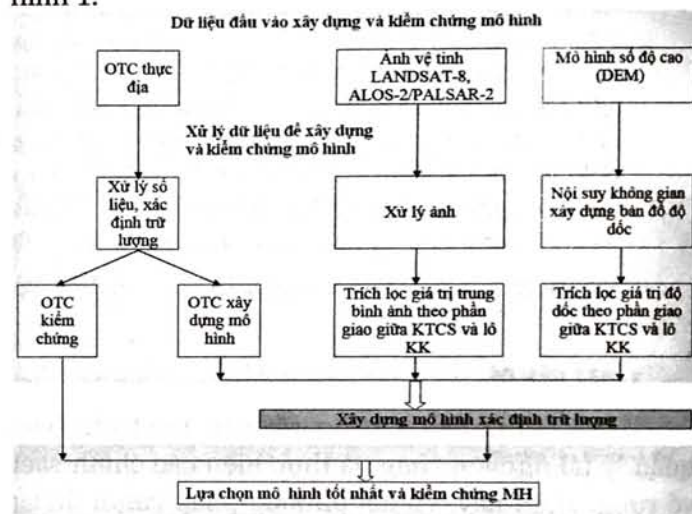 Hình 1.
Dữ liệu đầu vào xây dựng và kiểm chứng mô hình
OTC thực
địa
Ảnh vệ tinh
LANDSAT-8,
ALOS-2/PALSAR-2
Mô hình số độ cao
(DEM)
Xử lý dữ liệu để xây dựng
và kiểm chứng mô hình
Xử lý số
liệu, xác
định trữ
lượng
Xử lý ảnh
Nội suy không gian
xây dựng bản đồ độ
dốc
OTC
kiểm
chứng
OTC xây
dựng mô
hình
Trích lọc giá trị trung
bình ảnh theo phần
giao giữa KTCS và lô
KK
Trích lọc giá trị độ
dốc theo phần giao
giữa KTCS và lô
KK
Xây dựng mô hình xác định trữ lượng
Lựa chọn mô hình tốt nhất và kiểm chứng MH